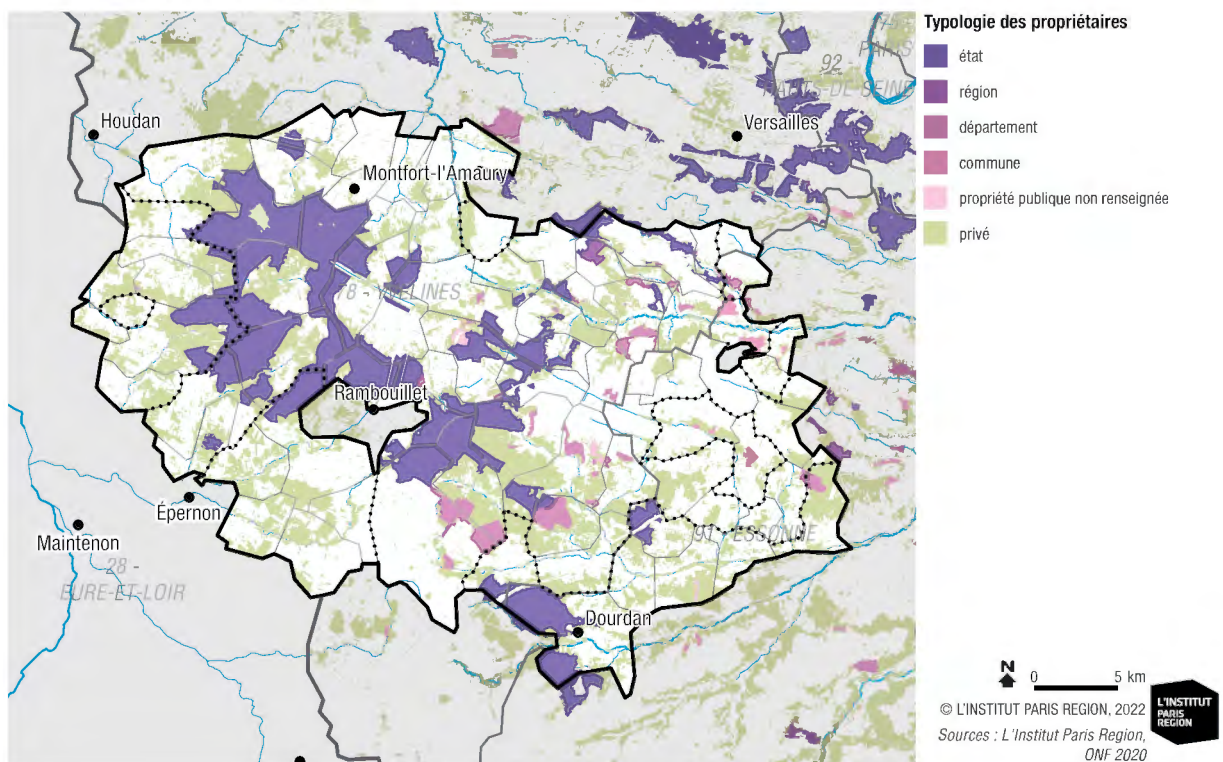 92 -
PARIS
HAUTS-DE-SEINE
Houdan
Versailles
Montfort-l'Amaury
78 - YVELINES
Rambouillet
Épernon
Maintenon
28 -
EURE-ET-LOIR
91 - ESSONNE
Dourdan
Typologie des propriétaires
état
région
département
commune
propriété publique non renseignée
privé
N
0 5 km
© L'INSTITUT PARIS REGION, 2022
Sources : L'Institut Paris Region,
ONF 2020
L'INSTITUT
PARIS
REGION